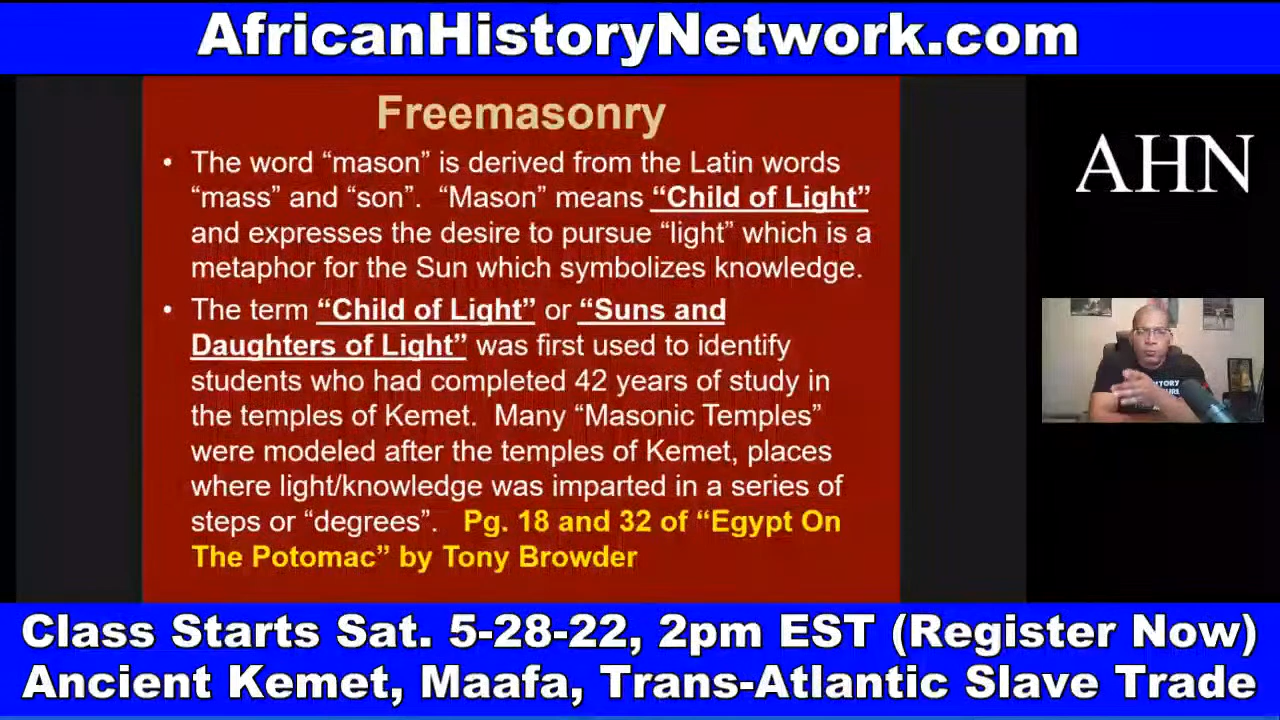 AfricanHistoryNetwork.com
Freemasonry
• The word “mason” is derived from the Latin words
“mass” and “son”. “Mason” means “Child of Light”
and expresses the desire to pursue “light” which is a
metaphor for the Sun which symbolizes knowledge.
• The term “Child of Light” or “Suns and
Daughters of Light” was first used to identify
students who had completed 42 years of study in
the temples of Kemet. Many “Masonic Temples”
were modeled after the temples of Kemet, places
where light/knowledge was imparted in a series of
steps or “degrees”. Pg. 18 and 32 of “Egypt On
The Potomac” by Tony Browder
AHN
Class Starts Sat. 5-28-22, 2pm EST (Register Now)
Ancient Kemet, Maafa, Trans-Atlantic Slave Trade